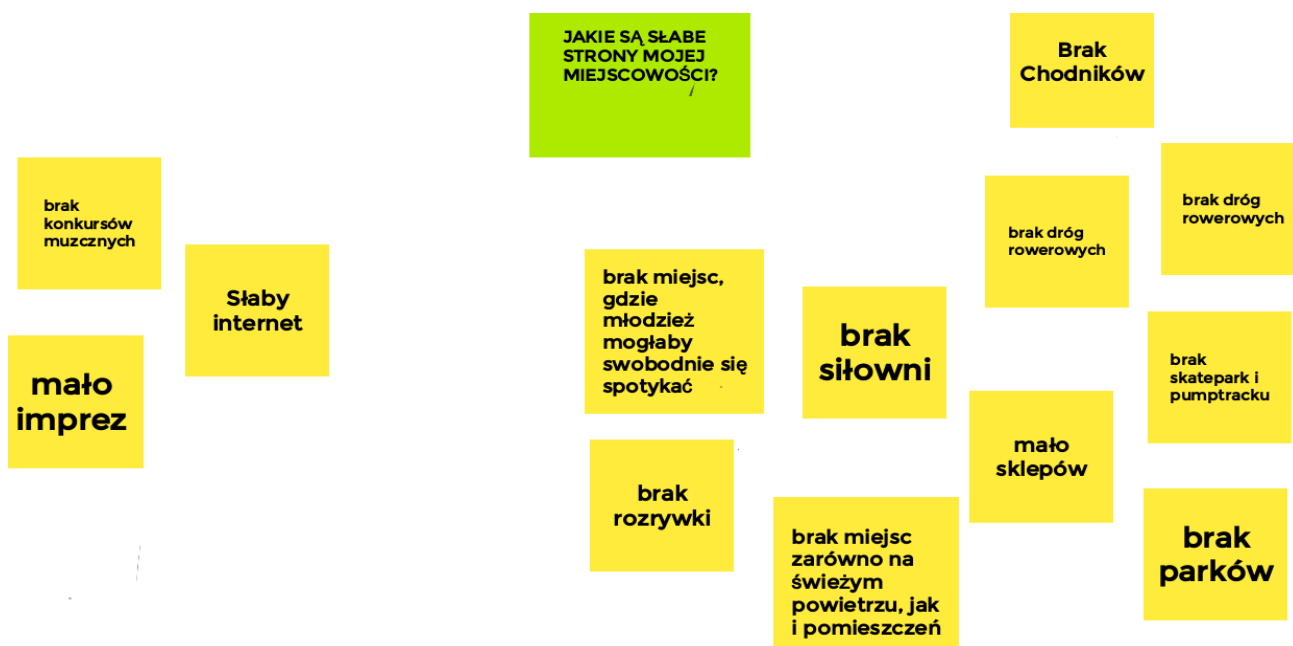 JAKIE SĄ SŁABE
STRONY MOJEJ
MIEJSCOWOŚCI?
Brak
Chodników
brak
konkursów
muzcznych
Słaby
internet
mało
imprez
brak miejsc,
gdzie
młodzież
mogłaby
swobodnie się
spotykać
brak
siłowni
brak dróg
rowerowych
brak dróg
rowerowych
brak
skatepark i
pumptracku
mało
sklepów
brak
rozrywki
brak miejsc
zarówno na
świeżym
powietrzu, jak
i pomieszczeń
brak
parków